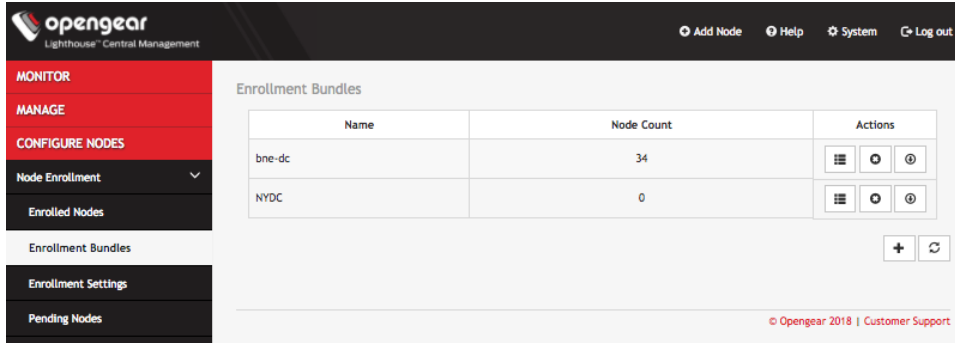 opengear
Lighthouse™ Central Management
Add Node Help System Log out
MONITOR
MANAGE
CONFIGURE NODES
Node Enrollment
Enrolled Nodes
Enrollment Bundles
Enrollment Settings
Pending Nodes
Enrollment Bundles
Name Node Count Actions
bne-dc 34
NYDC 0
© Opengear 2018 | Customer Support